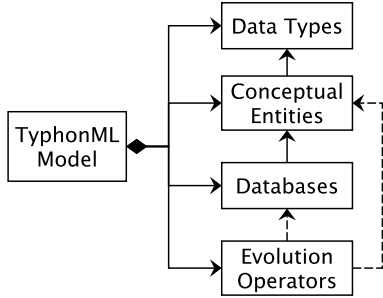 Data Types
Conceptual
Entities
TyphonML
Model
Databases
Evolution
Operators